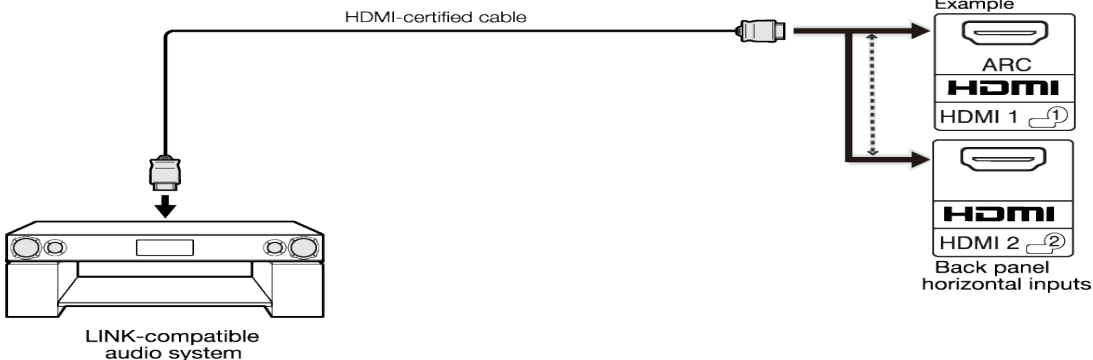 Example
HDMI-certified cable
ARC
HDMI
HDMI 1 1
HDMI
HDMI 2 2
Back panel
horizontal inputs
LINK-compatible
audio system